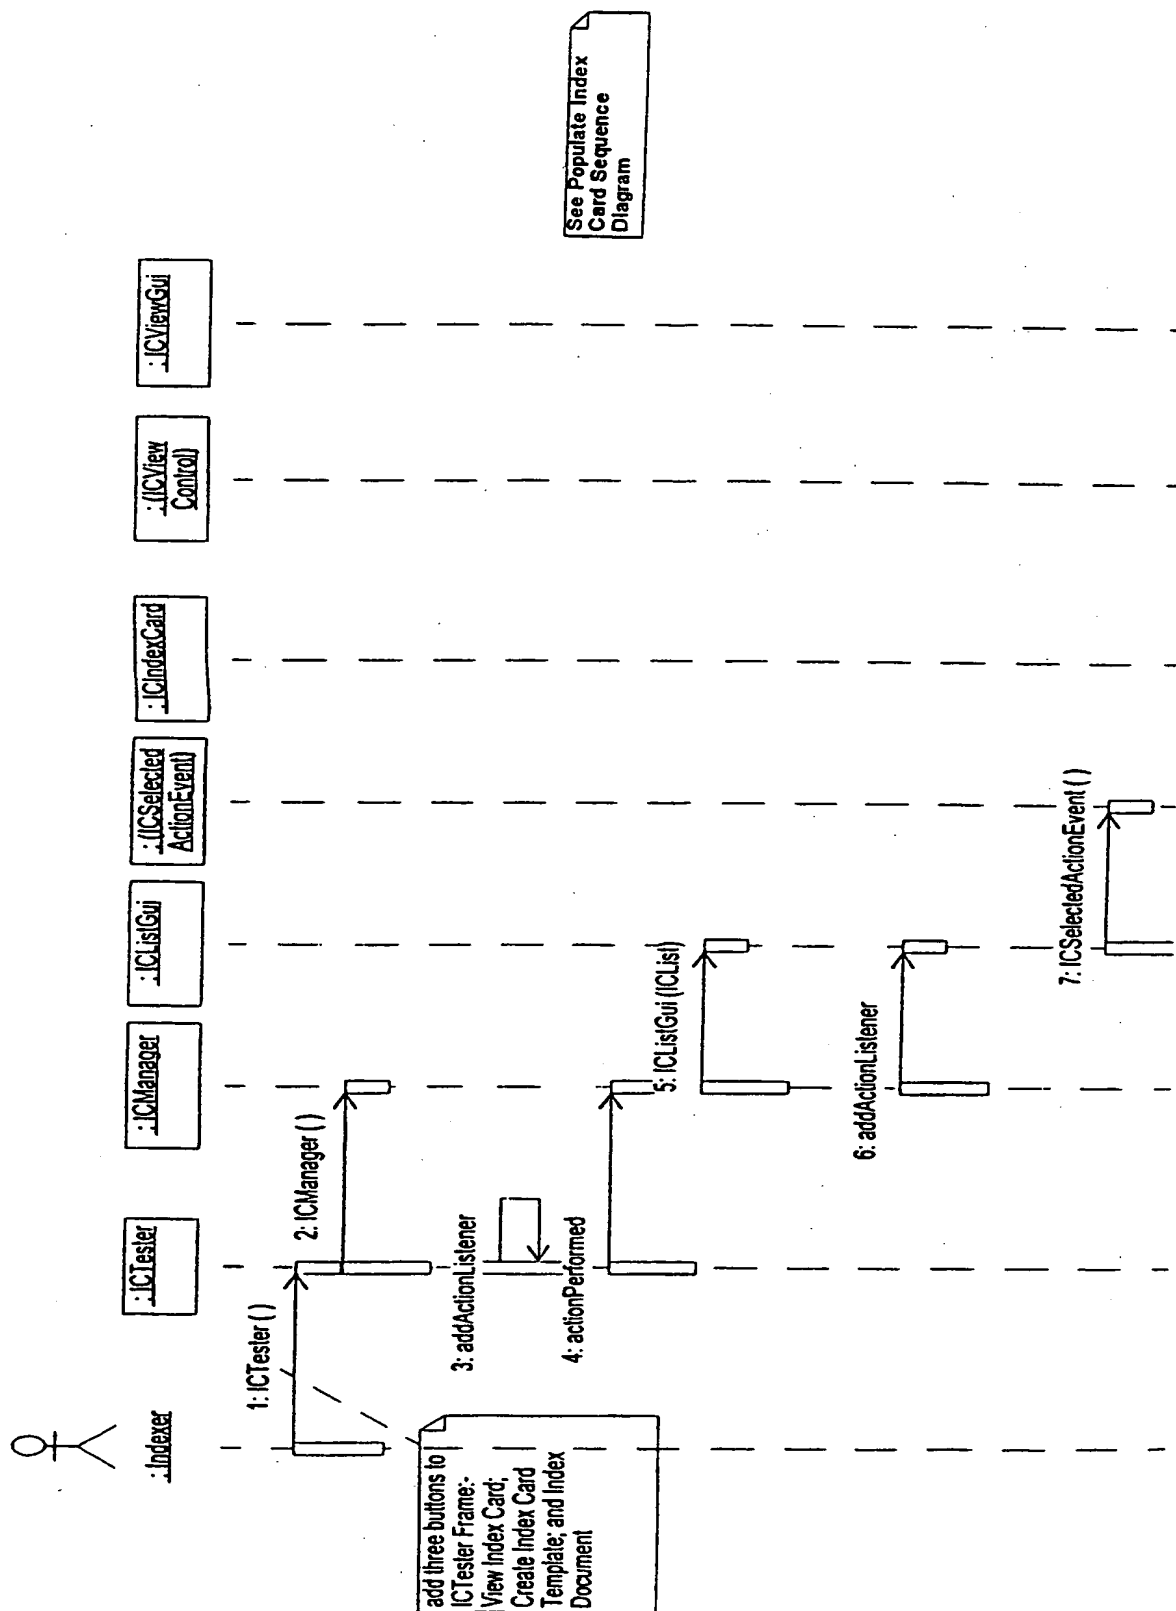 : Indexer
: ICTester
: ICManager
: ICListGui
: (ICSelected
ActionEvent)
: ICIndexCard
: (ICView
Control)
: ICViewGui
1: ICTester ( )
2: ICManager ( )
3: addActionListener
4: actionPerformed
5: ICListGui (ICList)
6: addActionListener
7: ICSelectedActionEvent ( )
add three buttons to
ICTester Frame:-
View Index Card;
Create Index Card
Template; and Index
Document
See Populate Index
Card Sequence
Diagram